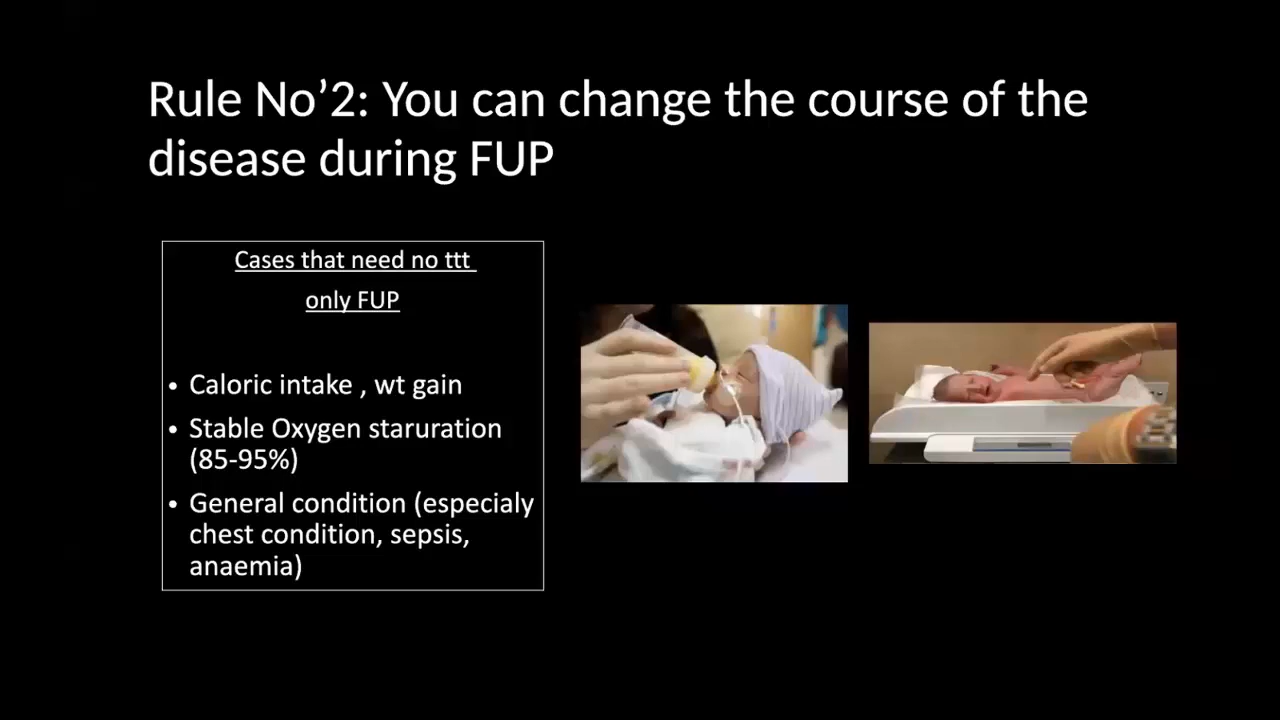 Rule No’2: You can change the course of the
disease during FUP
Cases that need no ttt
only FUP
• Caloric intake , wt gain
• Stable Oxygen staruration
(85-95%)
• General condition (especialy
chest condition, sepsis,
anaemia)